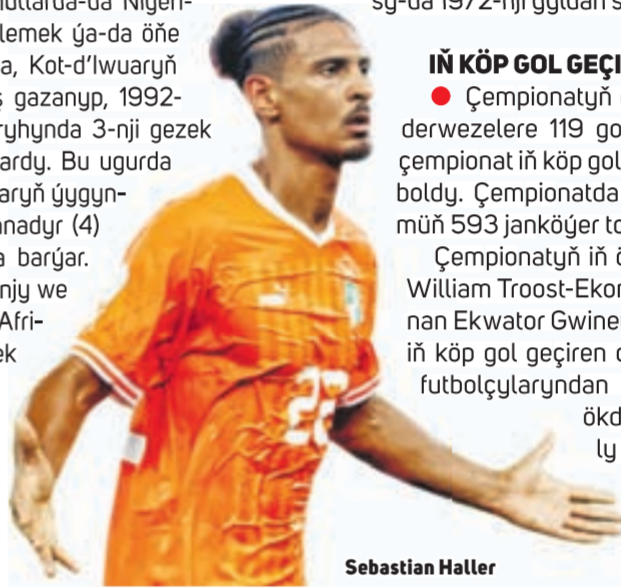 lemek ýa-da öňe
a, Kot-d'Iwuaryň
ş gazanyp, 1992-
ryhynda 3-nji gezek
ardy. Bu ugurda
aryň ýygyn-
anadyr (4)
a barýar.
njy we
Afri-
ek
22
sy-da 1972-nji ýyldan s
IŇ KÖP GOL GEÇI
Çempionatyň
derwezelere 119 go
çempionat iň köp gol
boldy. Çempionatda
müň 593 janköýer to
Çempionatyň iň ö
William Troost-Ekon
nan Ekwator Gwine
iň köp gol geçiren o
futbolçylaryndan
ökd
ly
Sebastian Haller